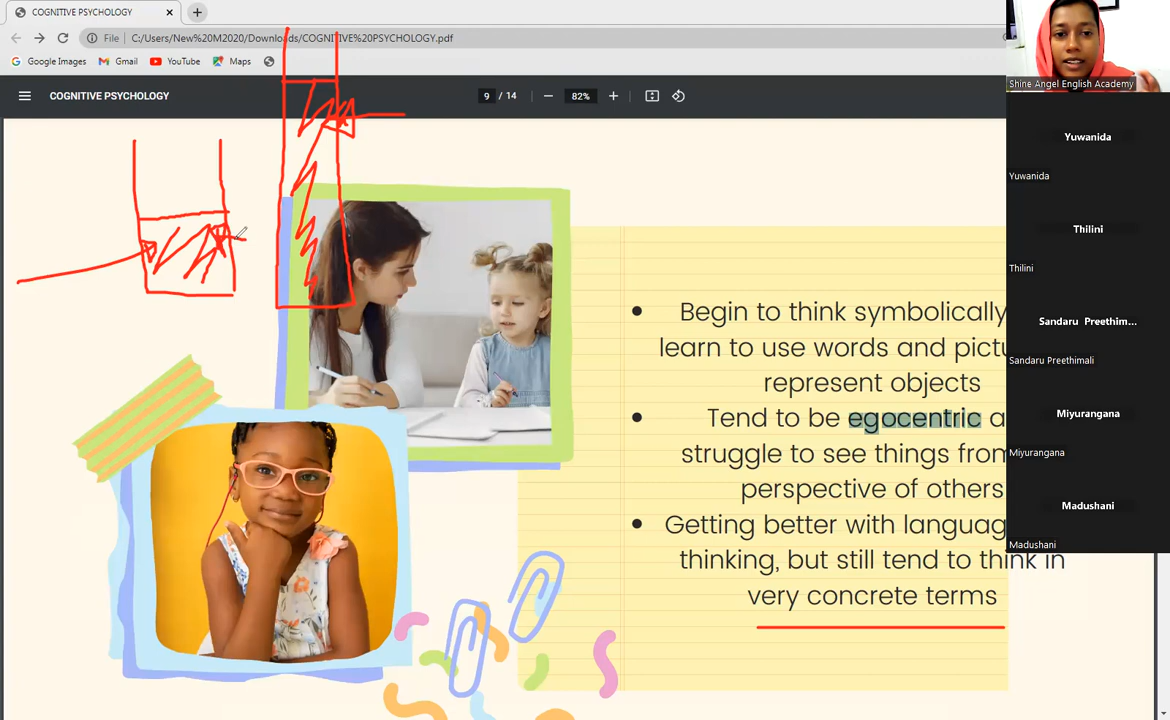 COGNITIVE PSYCHOLOGY
File
C:/Users/New%20M2020/Downloads/COGNITIVE%20PSYCHOLOGY.pdf
Google Images
Gmail
YouTube
Maps
COGNITIVE PSYCHOLOGY
9 / 14
82%
Begin to think symbolically
learn to use words and pictu
represent objects
Tend to be egocentric a
struggle to see things from
perspective of others
Getting better with languag
thinking, but still tend to think in
very concrete terms
Shine Angel English Academy
Yuwanida
Yuwanida
Thilini
Thilini
Sandaru Preethim...
Sandaru Preethimali
Miyurangana
Miyurangana
Madushani
Madushani